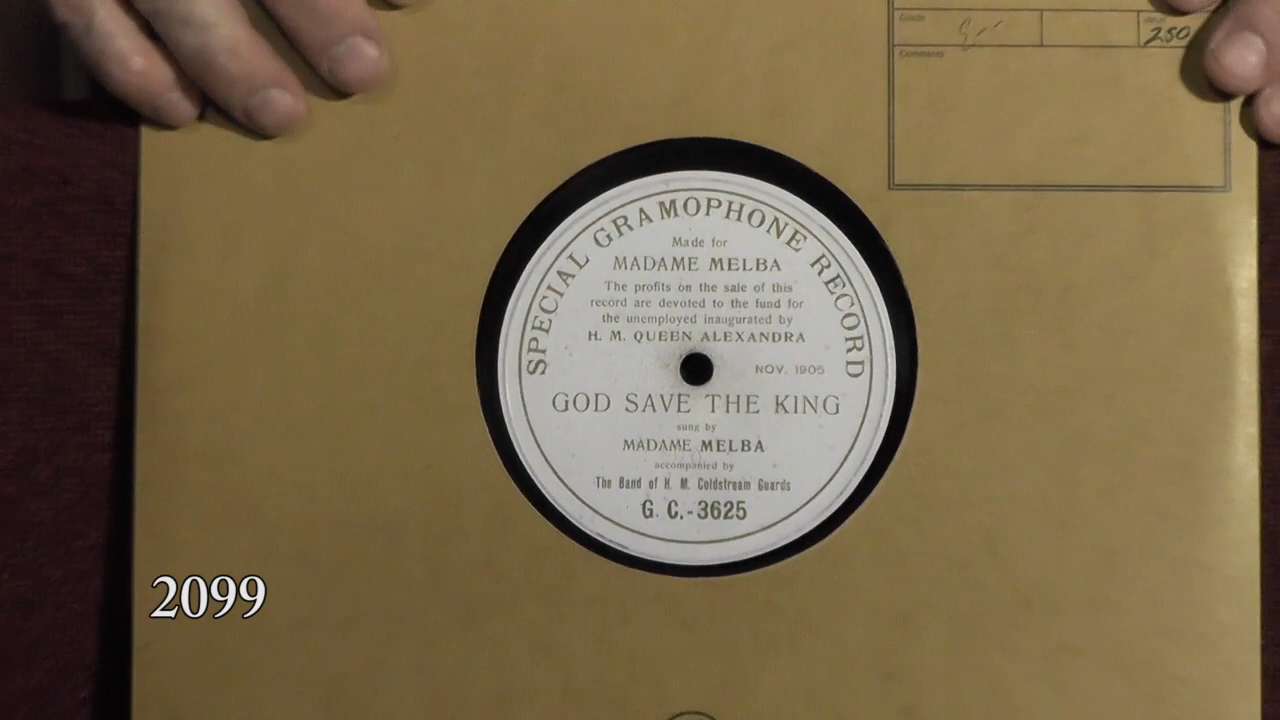 Grade
Value
250
Comments
SPECIAL GRAMOPHONE RECORD
Made for
MADAME MELBA
The profits on the sale of this
record are devoted to the fund for
the unemployed inaugurated by
H. M. QUEEN ALEXANDRA
NOV. 1905
GOD SAVE THE KING
sung by
MADAME MELBA
accompanied by
The Band of H. M. Coldstream Guards
G. C.-3625
2099